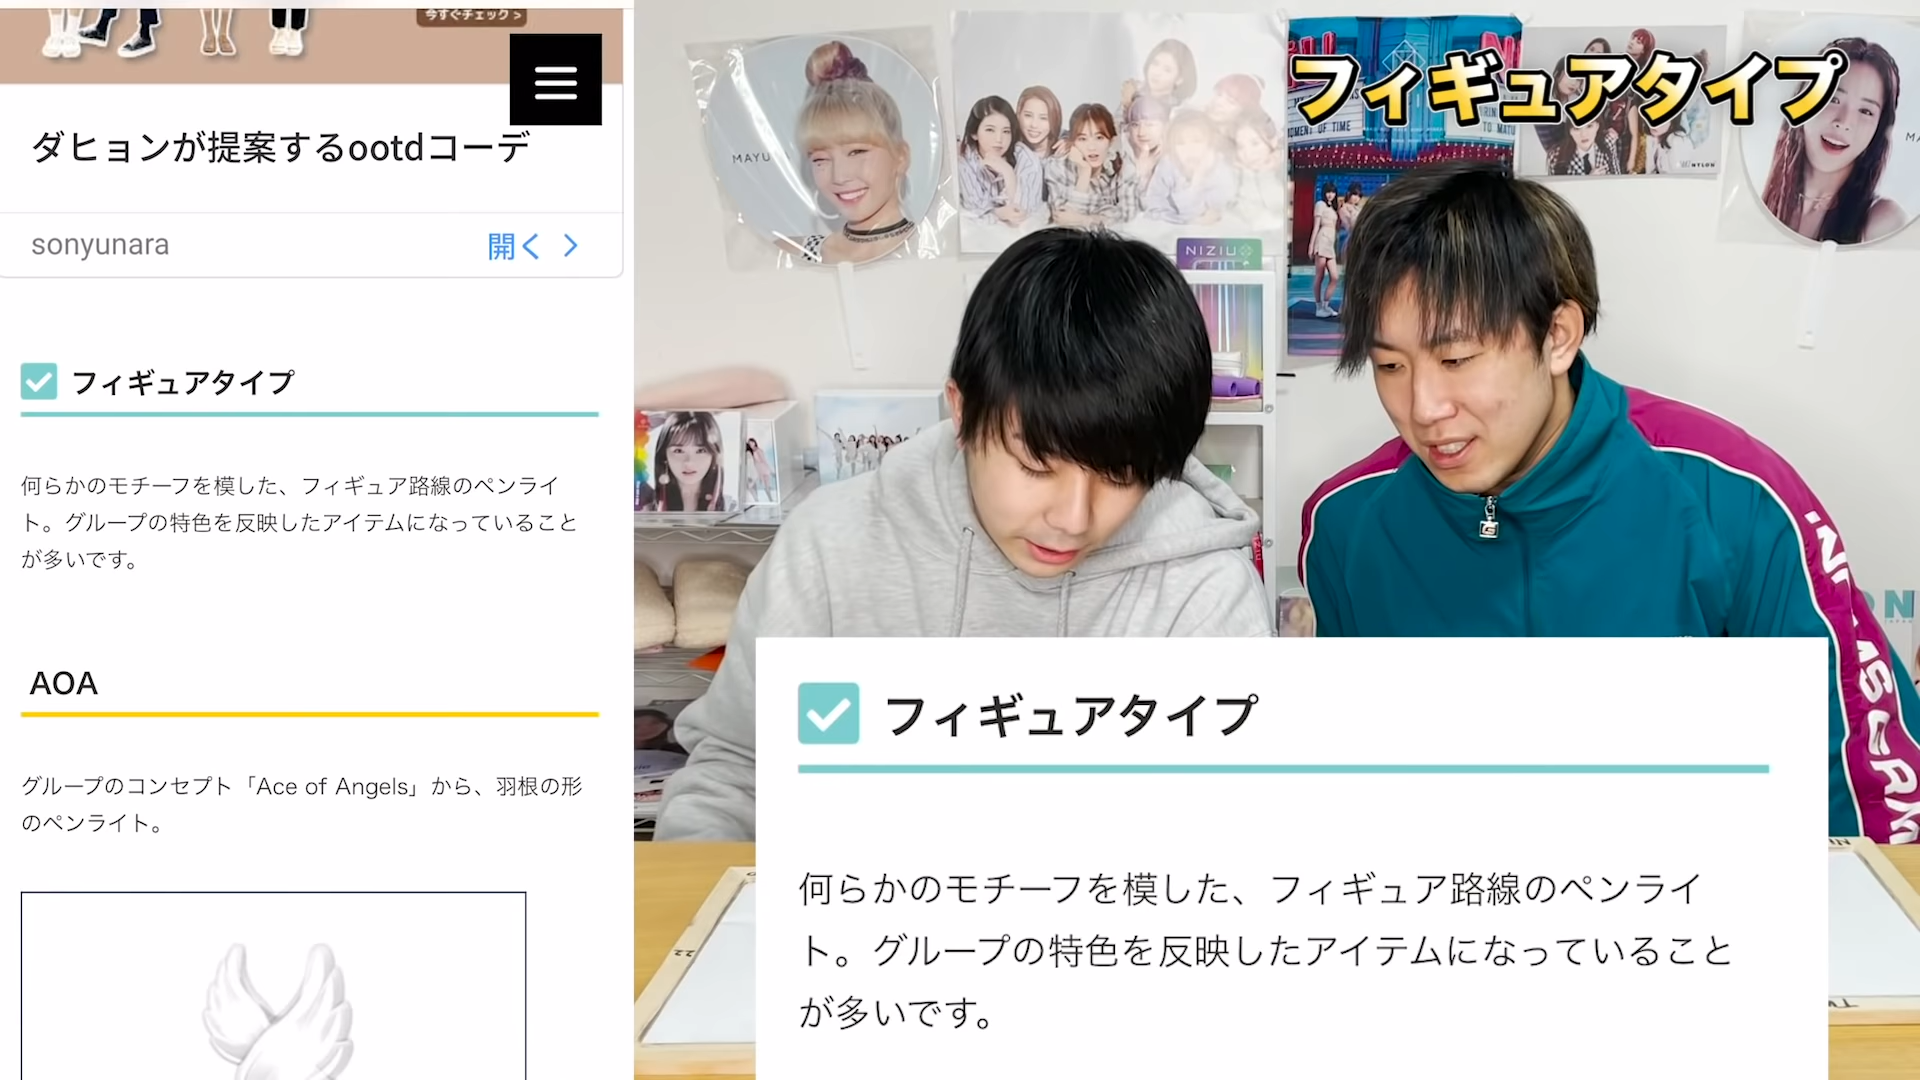 今すぐチェック >
ダヒョンが提案するootdコーデ
sonyunara
開く
フィギュアタイプ
何らかのモチーフを模した、フィギュア路線のペンライ
ト。グループの特色を反映したアイテムになっていること
が多いです。
AOA
グループのコンセプト「Ace of Angels」から、羽根の形
のペンライト。
フィギュアタイプ
MAYU
OMENT OF TIME
NYLON
NIZIU
フィギュアタイプ
何らかのモチーフを模した、フィギュア路線のペンライ
ト。グループの特色を反映したアイテムになっていること
が多いです。